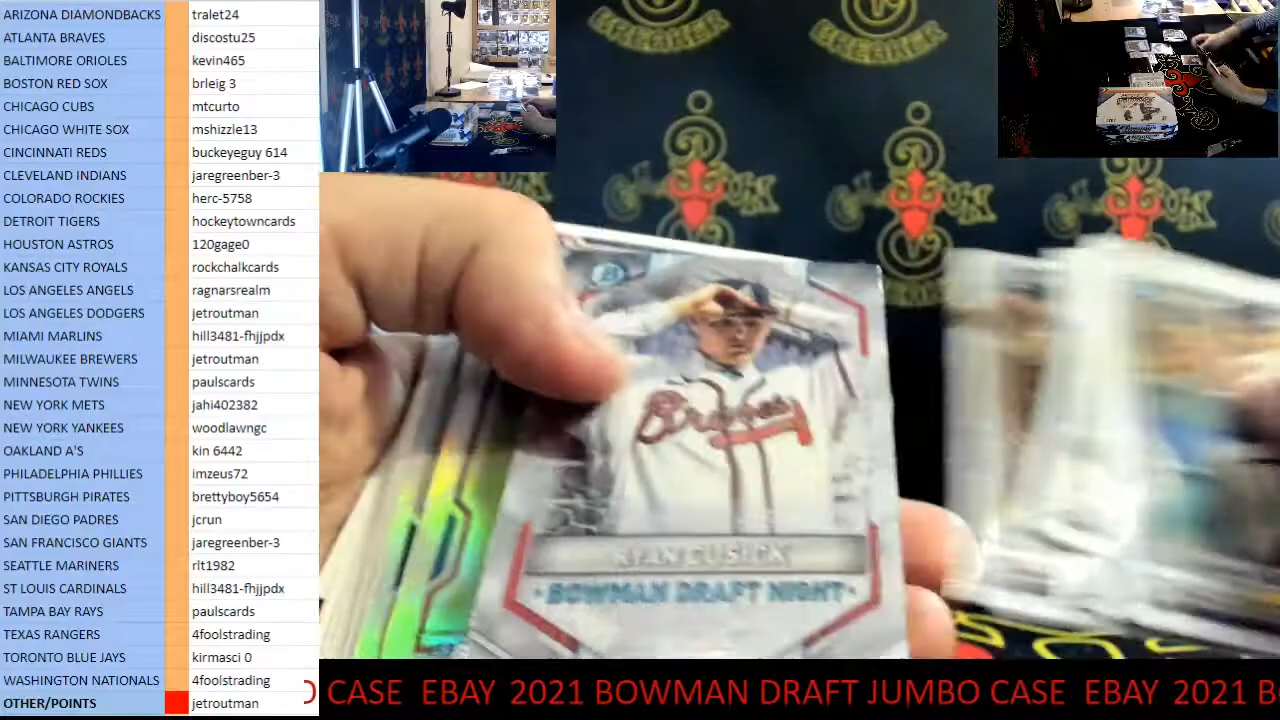 ARIZONA DIAMONDBACKS tralet24
ATLANTA BRAVES discostu25
BALTIMORE ORIOLES kevin465
BOSTON RED SOX brleig 3
CHICAGO CUBS mtcurto
CHICAGO WHITE SOX mshizzle13
CINCINNATI REDS buckeyeguy 614
CLEVELAND INDIANS jaregreenber-3
COLORADO ROCKIES herc-5758
DETROIT TIGERS hockeytowncards
HOUSTON ASTROS 120gage0
KANSAS CITY ROYALS rockchalkcards
LOS ANGELES ANGELS ragnarsrealm
LOS ANGELES DODGERS jetroutman
MIAMI MARLINS hill3481-fhjjpdx
MILWAUKEE BREWERS jetroutman
MINNESOTA TWINS paulscards
NEW YORK METS jahi402382
NEW YORK YANKEES woodlawngc
OAKLAND A'S kin 6442
PHILADELPHIA PHILLIES imzeus72
PITTSBURGH PIRATES brettyboy5654
SAN DIEGO PADRES jcrun
SAN FRANCISCO GIANTS jaregreenber-3
SEATTLE MARINERS rlt1982
ST LOUIS CARDINALS hill3481-fhjjpdx
TAMPA BAY RAYS paulscards
TEXAS RANGERS 4foolstrading
TORONTO BLUE JAYS kirmasci 0
WASHINGTON NATIONALS 4foolstrading
OTHER/POINTS jetroutman
BREAKER
BREAKER
Braves
RYAN CUSICK
BOWMAN DRAFT NIGHT
CASE EBAY 2021 BOWMAN DRAFT JUMBO CASE EBAY 2021 B